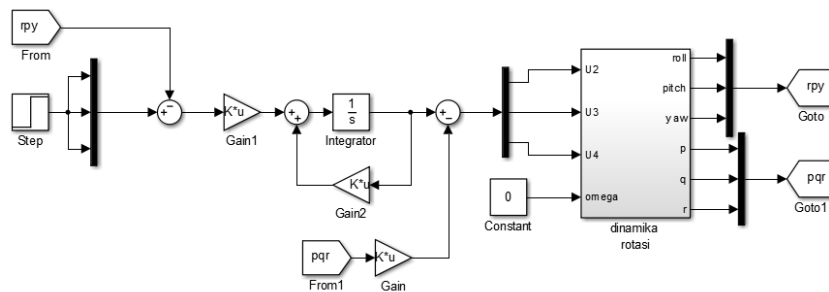 rpy
From
Step
+
−
K*u
Gain1
+
+
1
s
Integrator
K*u
Gain2
+
−
pqr
From1
K*u
Gain
0
Constant
U2
U3
U4
omega
roll
pitch
yaw
p
q
r
dinamika
rotasi
rpy
Goto
pqr
Goto1